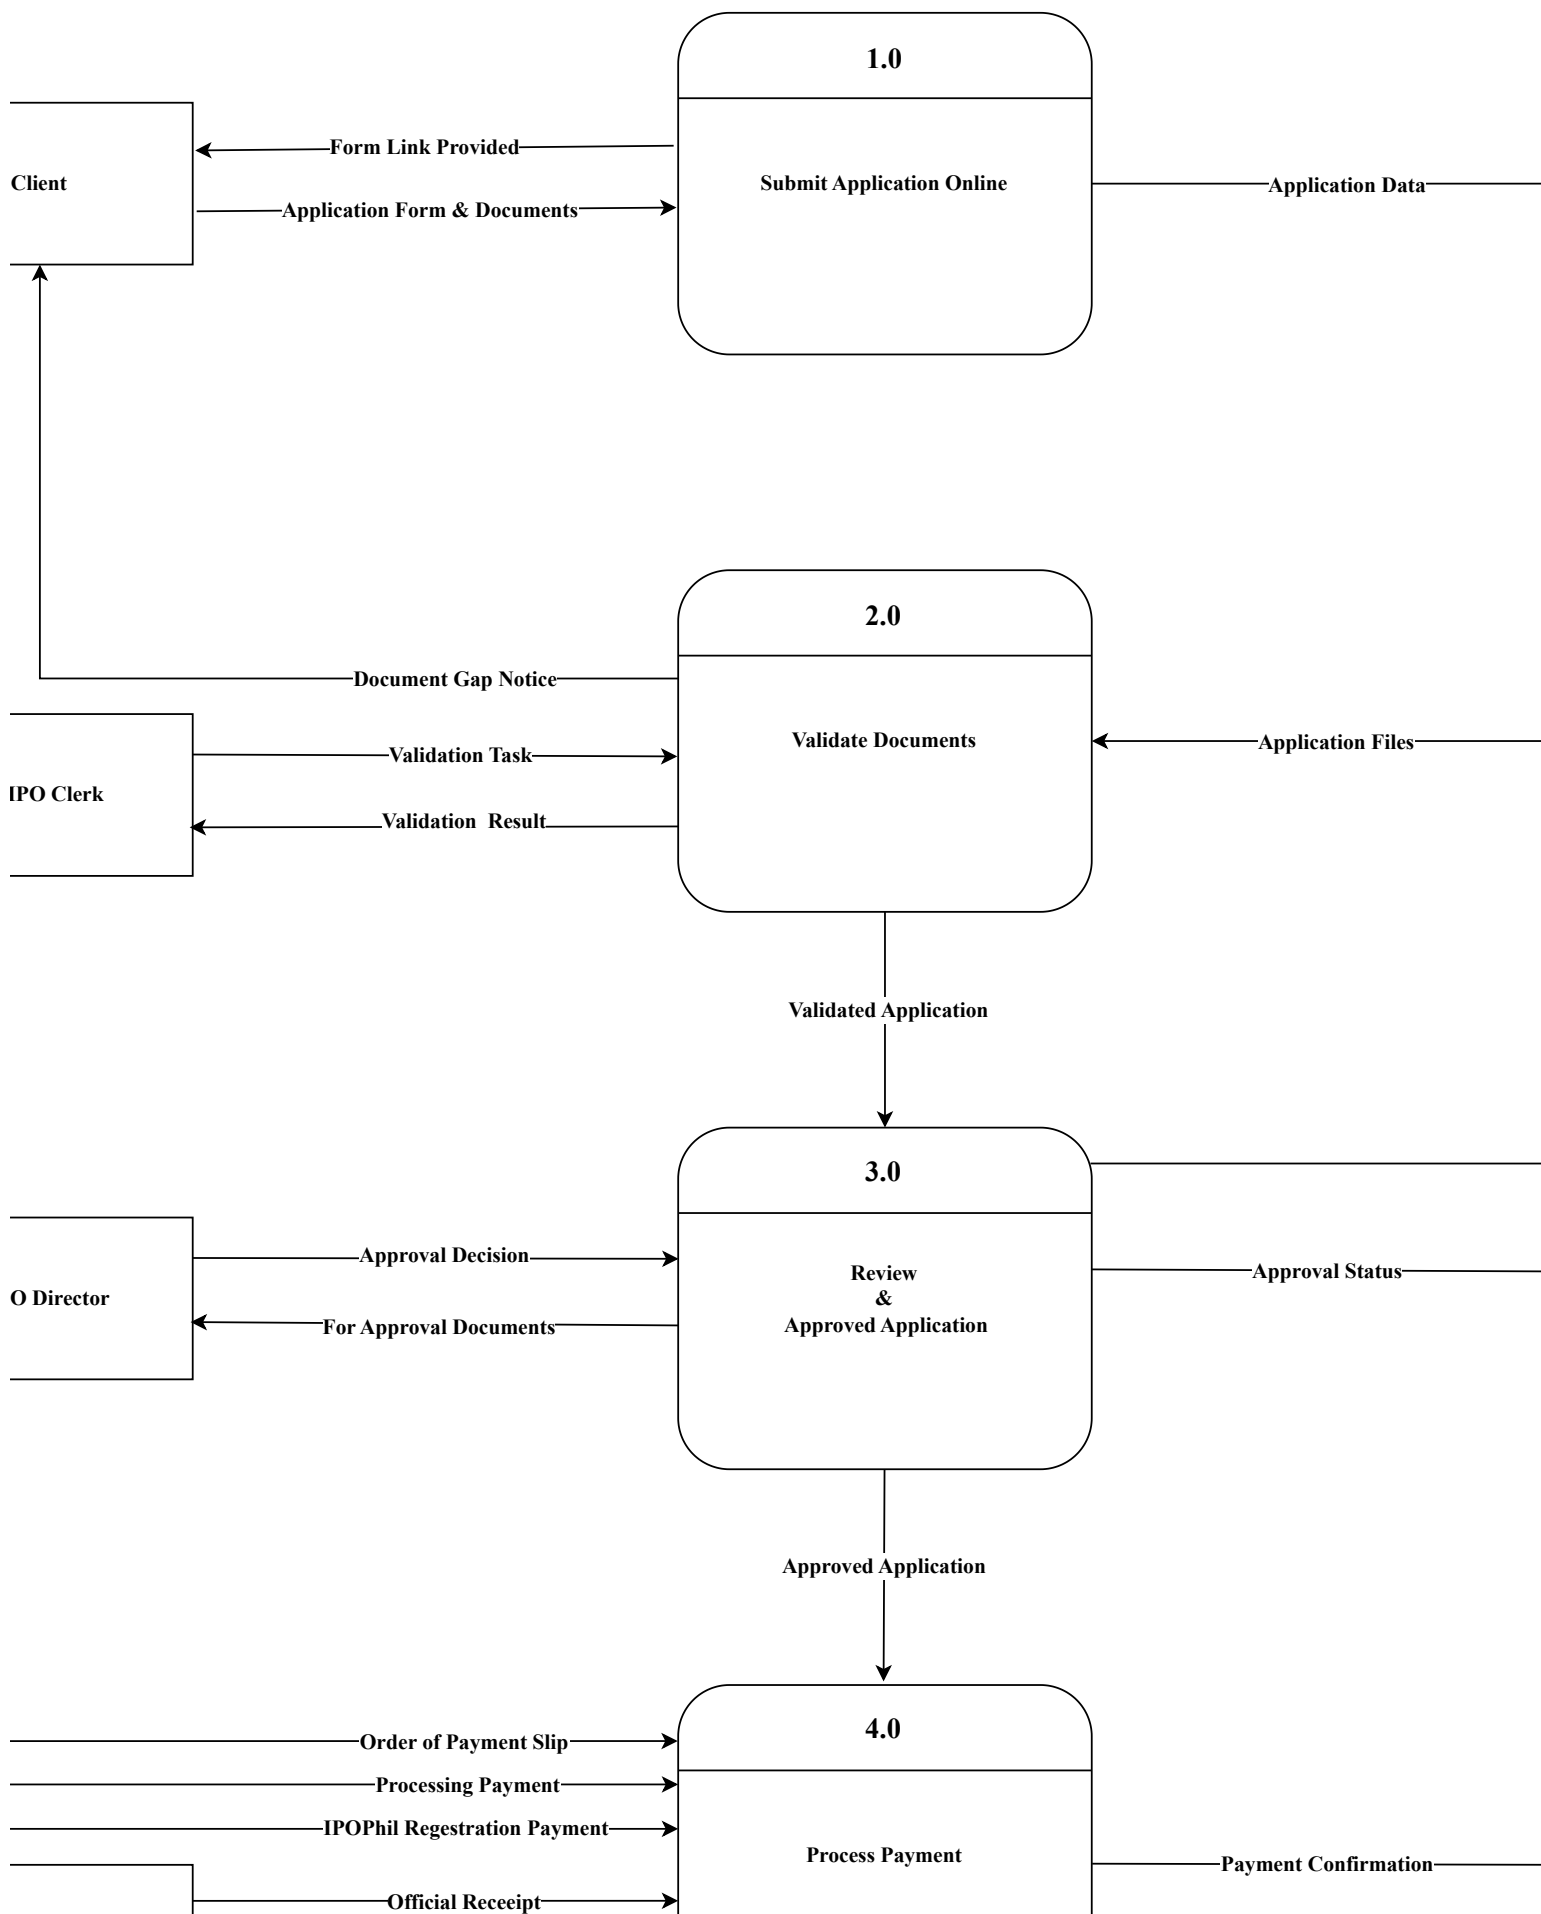 1.0
Form Link Provided
Client
Submit Application Online
Application Data
Application Form & Documents
2.0
Document Gap Notice
Validation Task
Validate Documents
Application Files
IPO Clerk
Validation  Result
Validated Application
3.0
Approval Decision
Review
&
Approved Application
Approval Status
O Director
For Approval Documents
Approved Application
4.0
Order of Payment Slip
Processing Payment
IPOPhil Regestration Payment
Process Payment
Payment Confirmation
Official Receeipt